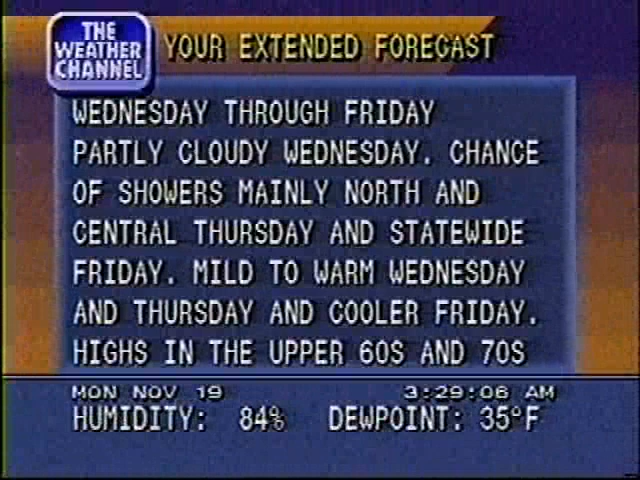 THE
WEATHER
CHANNEL
YOUR EXTENDED FORECAST
WEDNESDAY THROUGH FRIDAY
PARTLY CLOUDY WEDNESDAY. CHANCE
OF SHOWERS MAINLY NORTH AND
CENTRAL THURSDAY AND STATEWIDE
FRIDAY. MILD TO WARM WEDNESDAY
AND THURSDAY AND COOLER FRIDAY.
HIGHS IN THE UPPER 60S AND 70S
MON NOV 19 3:29:06 AM
HUMIDITY: 84% DEWPOINT: 35°F